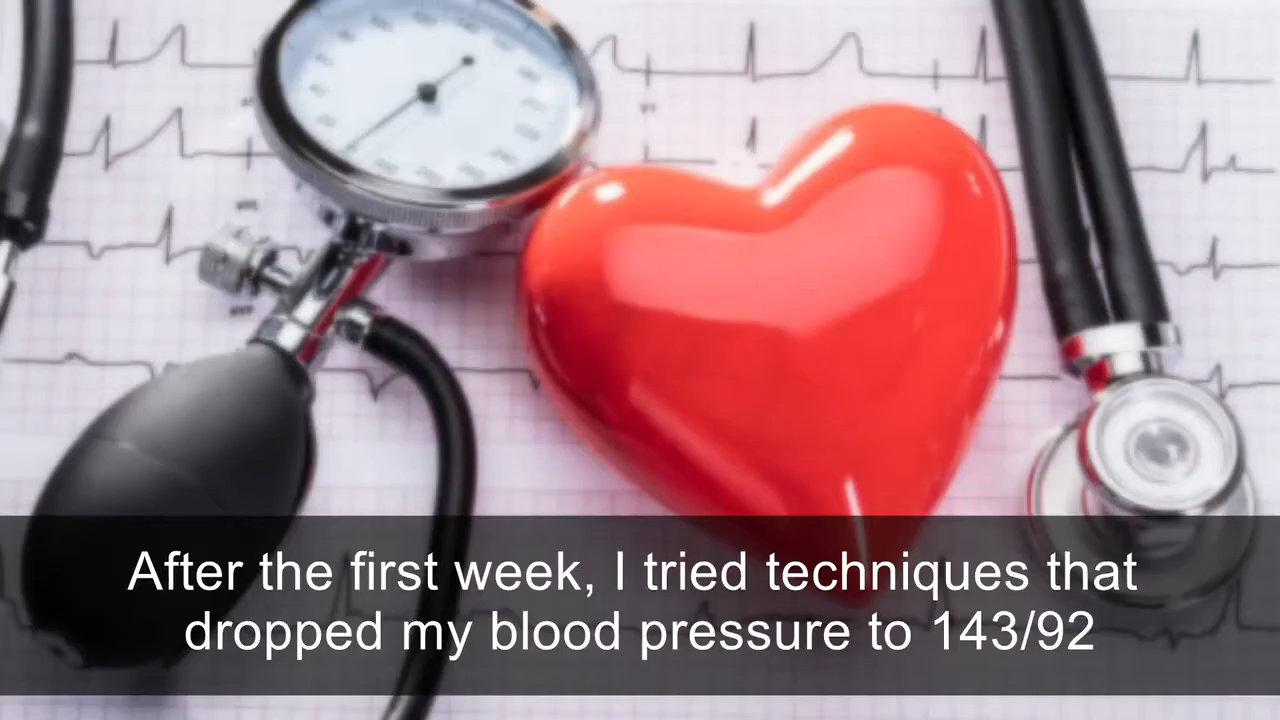 After the first week, I tried techniques that
dropped my blood pressure to 143/92